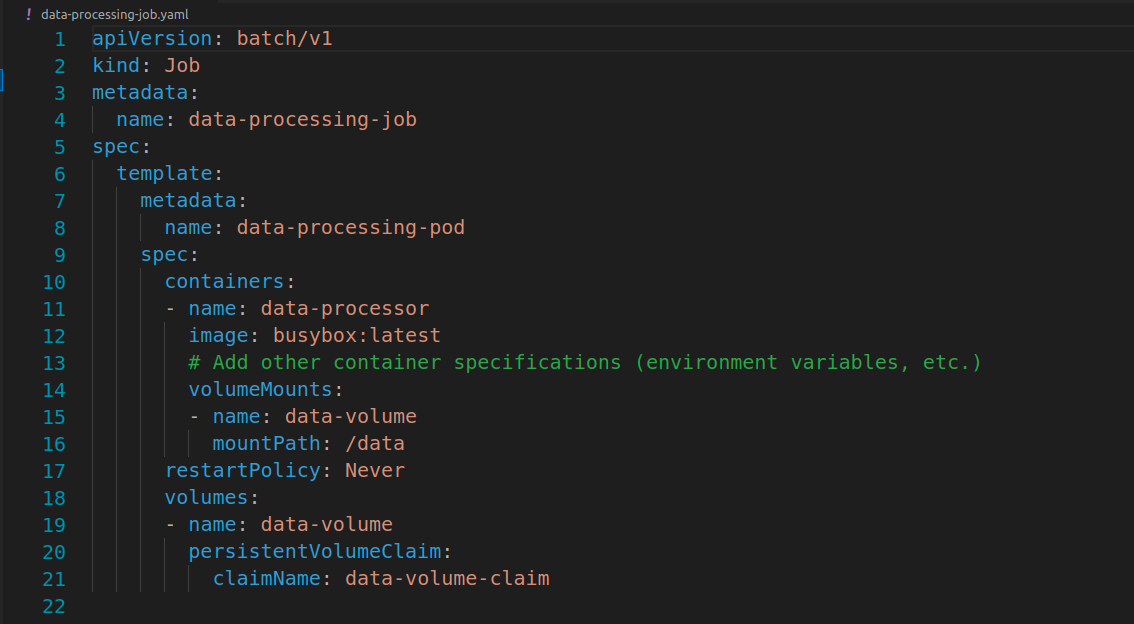 ! data-processing-job.yaml
1 apiVersion: batch/v1
2 kind: Job
3 metadata:
4   name: data-processing-job
5 spec:
6   template:
7     metadata:
8       name: data-processing-pod
9     spec:
10       containers:
11       - name: data-processor
12         image: busybox:latest
13         # Add other container specifications (environment variables, etc.)
14         volumeMounts:
15         - name: data-volume
16           mountPath: /data
17       restartPolicy: Never
18       volumes:
19       - name: data-volume
20         persistentVolumeClaim:
21           claimName: data-volume-claim
22